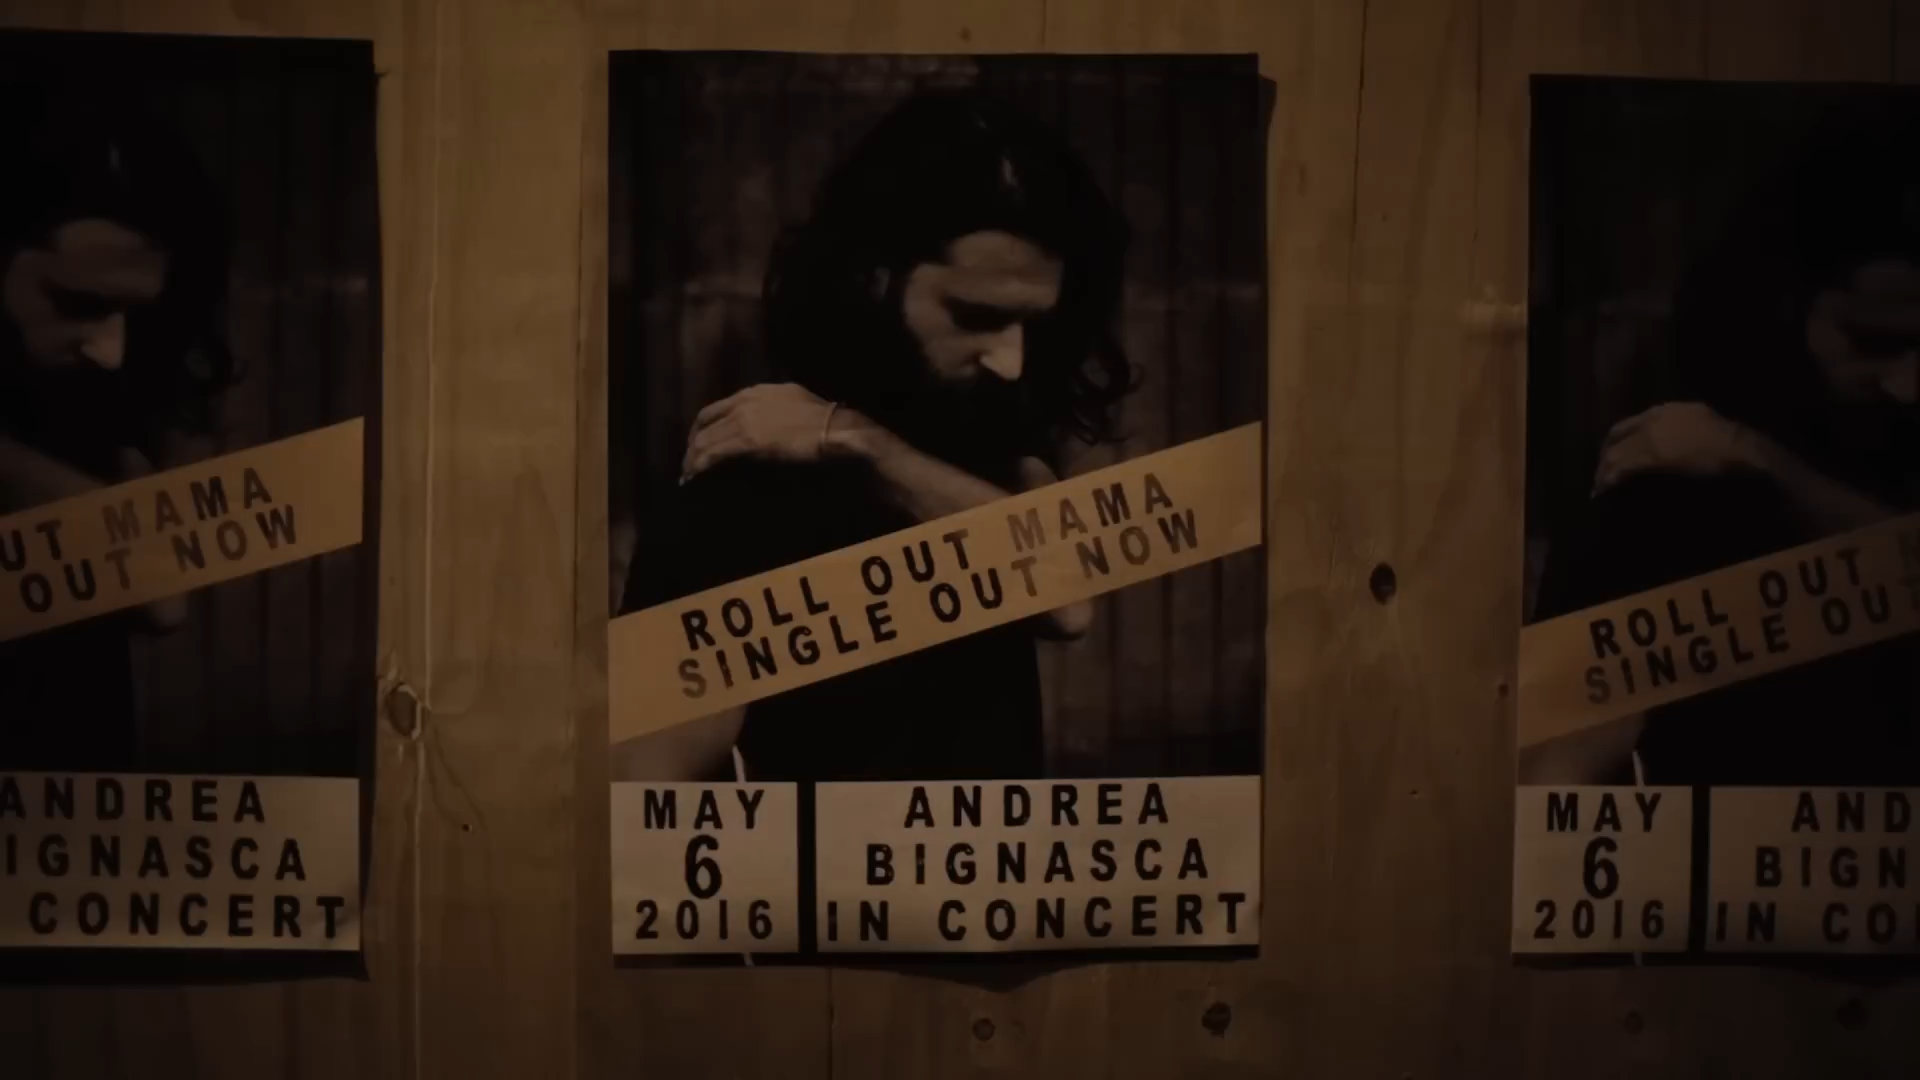 UT MAMA
OUT NOW
ANDREA
IGNASCA
CONCERT
ROLL OUT MAMA
SINGLE OUT NOW
MAY
6
2016
ANDREA
BIGNASCA
IN CONCERT
ROLL OUT M
SINGLE OUT
MAY
6
2016
AND
BIGN
IN CO